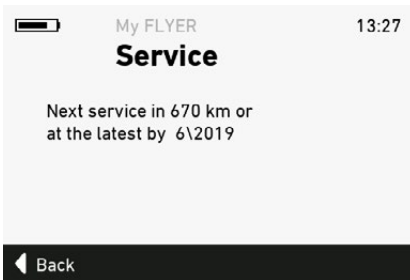 My FLYER
13:27
Service
Next service in 670 km or
at the latest by 6\2019
Back